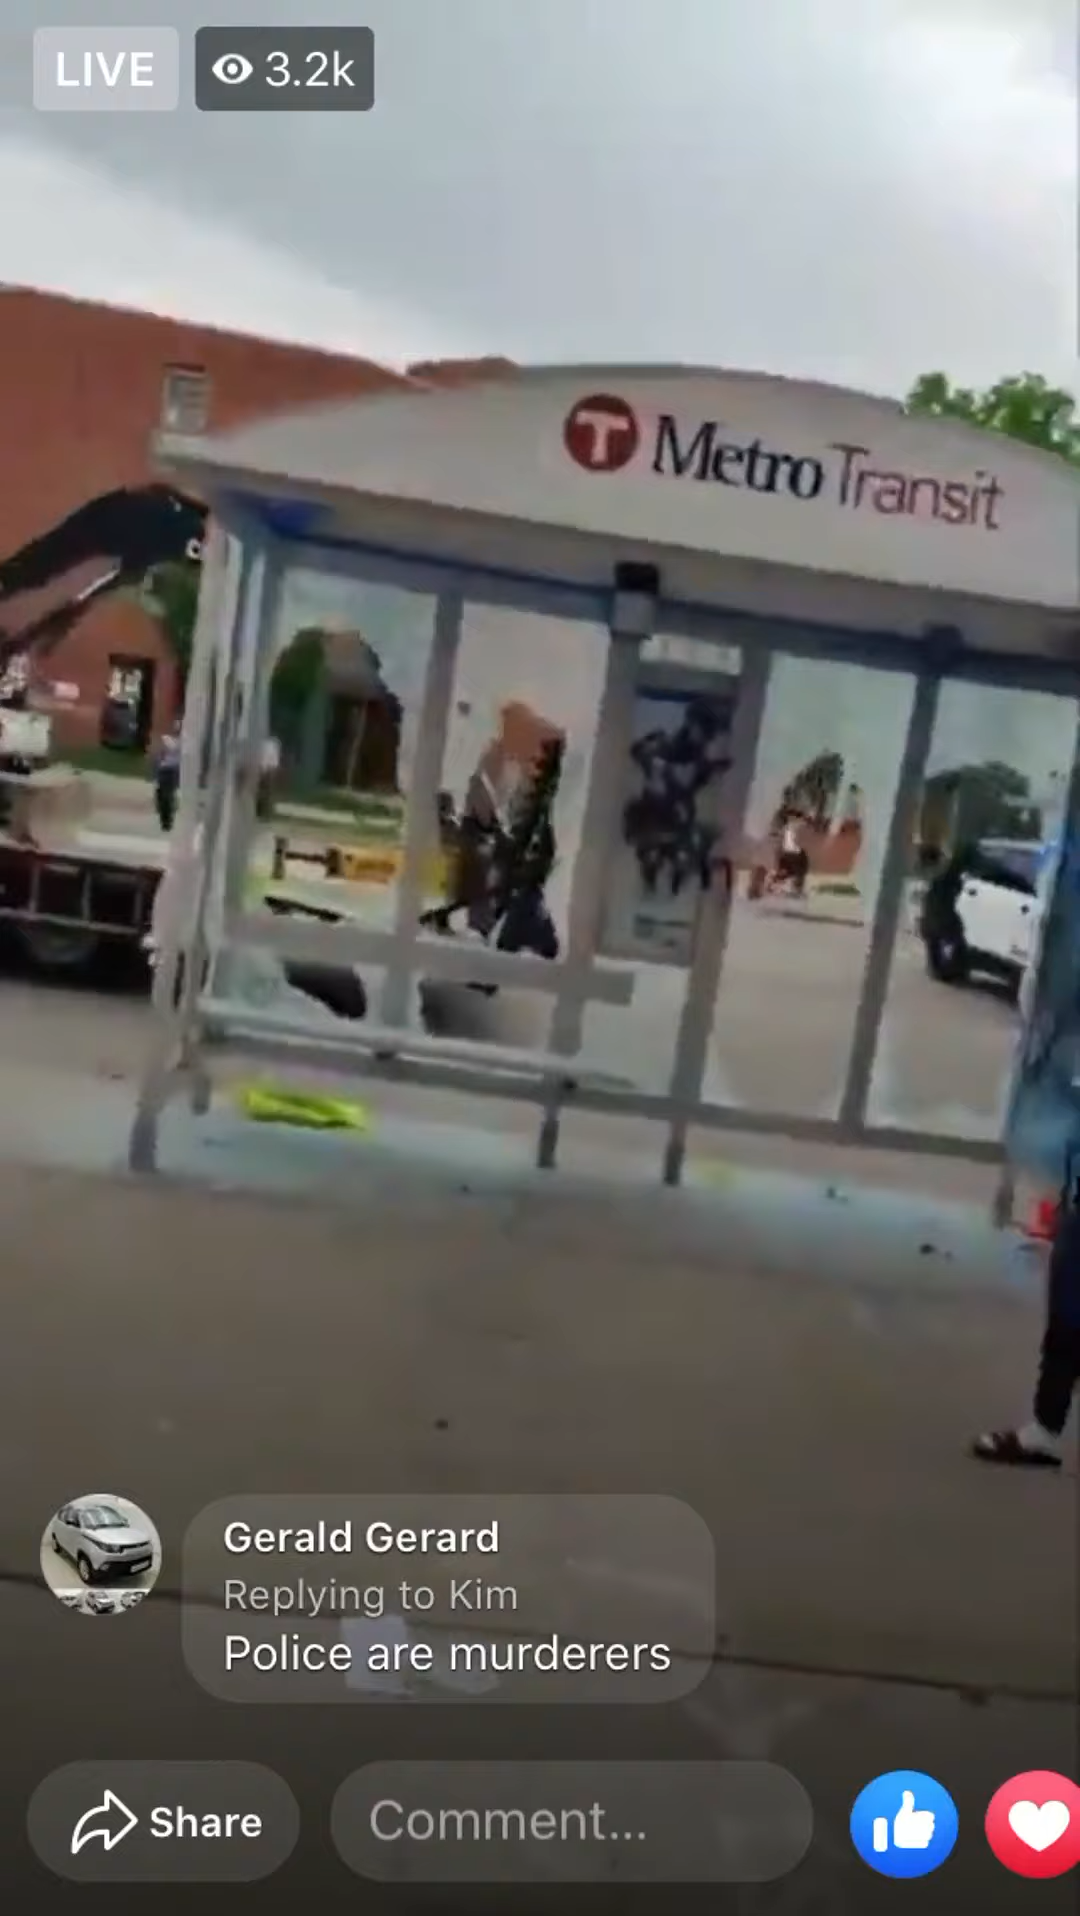 LIVE
3.2k
T Metro Transit
Gerald Gerard
Replying to Kim
Police are murderers
Share
Comment...